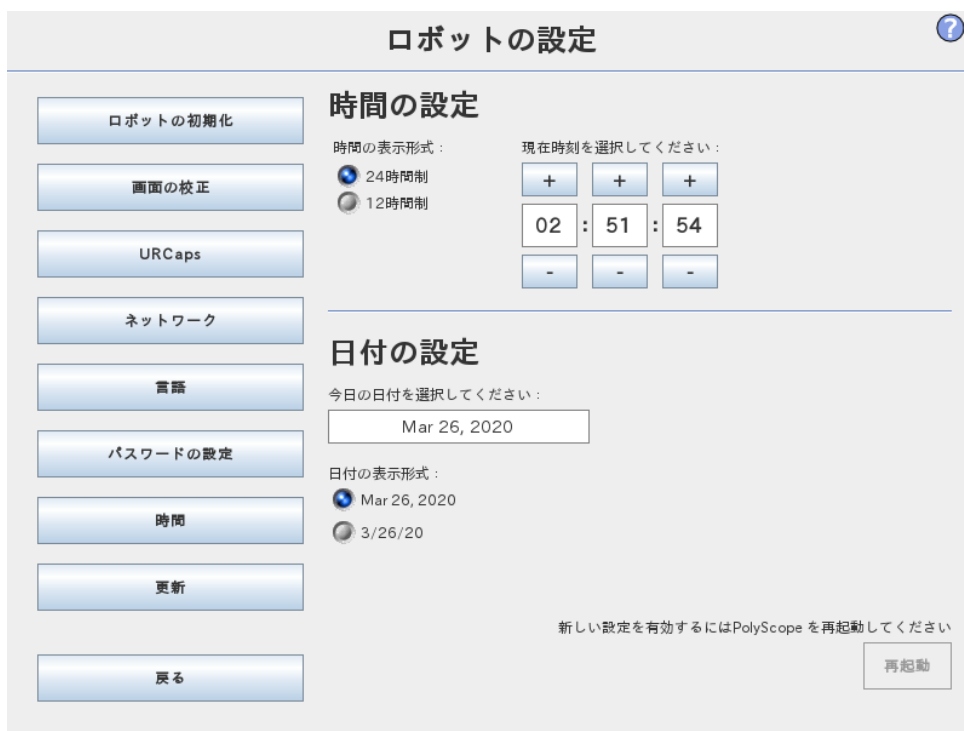 ロボットの設定
?
ロボットの初期化
画面の校正
URCaps
ネットワーク
言語
パスワードの設定
時間
更新
戻る
時間の設定
時間の表示形式：
24時間制
12時間制
現在時刻を選択してください：
+ + +
02 : 51 : 54
- - -
日付の設定
今日の日付を選択してください：
Mar 26, 2020
日付の表示形式：
Mar 26, 2020
3/26/20
新しい設定を有効するにはPolyScope を再起動してください
再起動